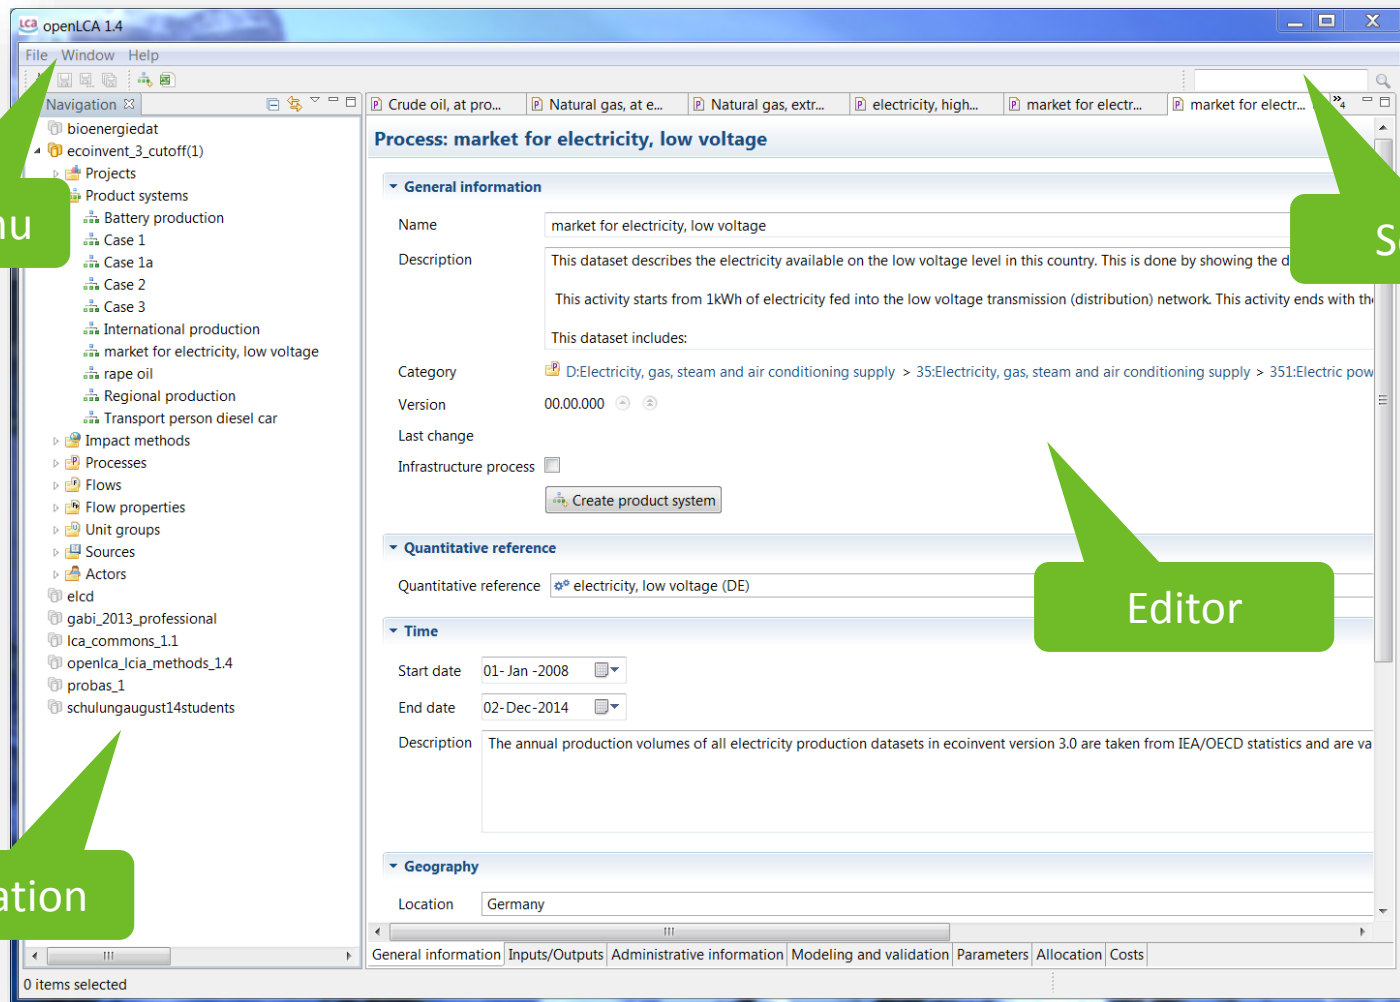 openLCA 1.4
File Window Help
Navigation
Crude oil, at pro... Natural gas, at e... Natural gas, extr... electricity, high... market for electr... market for electr... 4
bioenergiedat
ecoinvent_3_cutoff(1)
Projects
Product systems
Battery production
Case 1
Case 1a
Case 2
Case 3
International production
market for electricity, low voltage
rape oil
Regional production
Transport person diesel car
Impact methods
Processes
Flows
Flow properties
Unit groups
Sources
Actors
elcd
gabi_2013_professional
lca_commons_1.1
openlca_lcia_methods_1.4
probas_1
schulungaugust14students
Process: market for electricity, low voltage
General information
Name market for electricity, low voltage
Description This dataset describes the electricity available on the low voltage level in this country. This is done by showing the d
This activity starts from 1kWh of electricity fed into the low voltage transmission (distribution) network. This activity ends with the
This dataset includes:
Category D:Electricity, gas, steam and air conditioning supply > 35:Electricity, gas, steam and air conditioning supply > 351:Electric pow
Version 00.00.000
Last change
Infrastructure process
Create product system
Quantitative reference
Quantitative reference electricity, low voltage (DE)
Editor
Time
Start date 01- Jan -2008
End date 02-Dec-2014
Description The annual production volumes of all electricity production datasets in ecoinvent version 3.0 are taken from IEA/OECD statistics and are va
Geography
Location Germany
General information Inputs/Outputs Administrative information Modeling and validation Parameters Allocation Costs
0 items selected